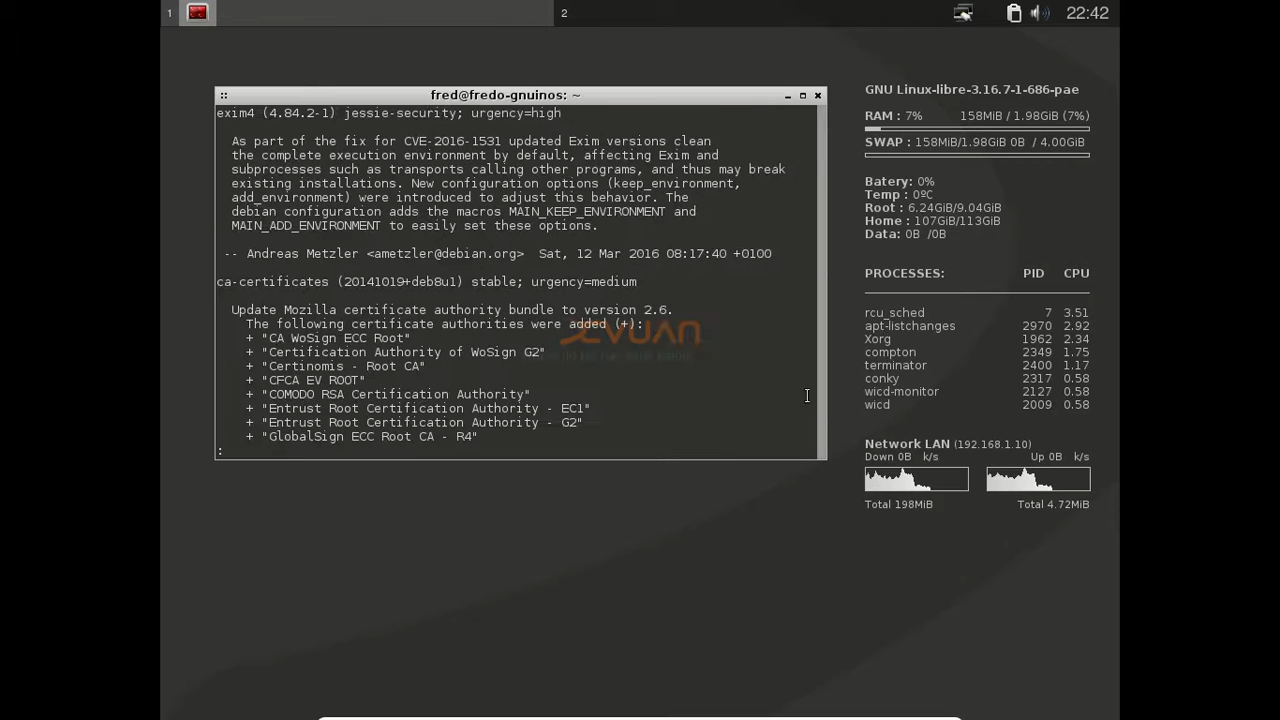 1
2
22:42
fred@fredo-gnuinos: ~
exim4 (4.84.2-1) jessie-security; urgency=high
As part of the fix for CVE-2016-1531 updated Exim versions clean
the complete execution environment by default, affecting Exim and
subprocesses such as transports calling other programs, and thus may break
existing installations. New configuration options (keep_environment,
add_environment) were introduced to adjust this behavior. The
debian configuration adds the macros MAIN_KEEP_ENVIRONMENT and
MAIN_ADD_ENVIRONMENT to easily set these options.
-- Andreas Metzler <ametzler@debian.org>  Sat, 12 Mar 2016 08:17:40 +0100
ca-certificates (20141019+deb8u1) stable; urgency=medium
Update Mozilla certificate authority bundle to version 2.6.
The following certificate authorities were added (+):
+ "CA WoSign ECC Root"
+ "Certification Authority of WoSign G2"
+ "Certinomis - Root CA"
+ "CFCA EV ROOT"
+ "COMODO RSA Certification Authority"
+ "Entrust Root Certification Authority - EC1"
+ "Entrust Root Certification Authority - G2"
+ "GlobalSign ECC Root CA - R4"
:
DEVUAN
GNU Linux-libre-3.16.7-1-686-pae
RAM : 7% 158MiB / 1.98GiB (7%)
SWAP : 158MiB/1.98GiB 0B / 4.00GiB
Batery: 0%
Temp : 0ºC
Root : 6.24GiB/9.04GiB
Home : 107GiB/113GiB
Data: 0B /0B
PROCESSES: PID CPU
rcu_sched 7 3.51
apt-listchanges 2970 2.92
Xorg 1962 2.34
compton 2349 1.75
terminator 2400 1.17
conky 2317 0.58
wicd-monitor 2127 0.58
wicd 2009 0.58
Network LAN (192.168.1.10)
Down 0B k/s Up 0B k/s
Total 198MiB Total 4.72MiB